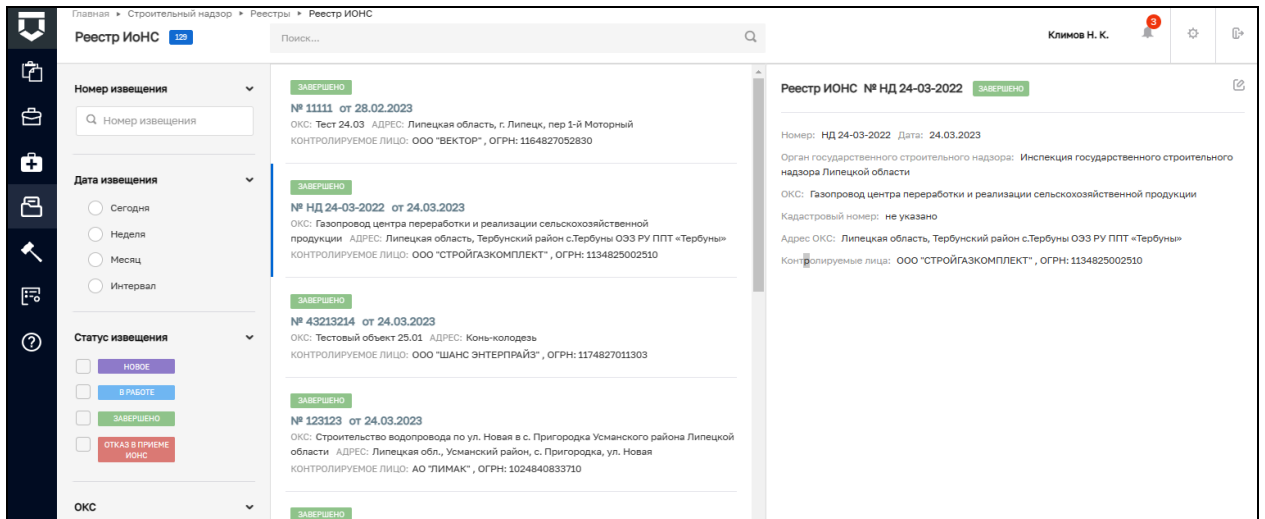 Главная ▸ Строительный надзор ▸ Реестры ▸ Реестр ИОНС
Реестр ИоНС 129
Поиск...
Климов Н. К.
3
Номер извещения
Номер извещения
Дата извещения
Сегодня
Неделя
Месяц
Интервал
Статус извещения
НОВОЕ
В РАБОТЕ
ЗАВЕРШЕНО
ОТКАЗ В ПРИЕМЕ
ИОНС
ОКС
ЗАВЕРШЕНО
№ 11111 от 28.02.2023
ОКС: Тест 24.03 АДРЕС: Липецкая область, г. Липецк, пер 1-й Моторный
КОНТРОЛИРУЕМОЕ ЛИЦО: ООО "ВЕКТОР" , ОГРН: 1164827052830
ЗАВЕРШЕНО
№ НД 24-03-2022 от 24.03.2023
ОКС: Газопровод центра переработки и реализации сельскохозяйственной
продукции АДРЕС: Липецкая область, Тербунский район с.Тербуны ОЭЗ РУ ППТ «Тербуны»
КОНТРОЛИРУЕМОЕ ЛИЦО: ООО "СТРОЙГАЗКОМПЛЕКТ" , ОГРН: 1134825002510
ЗАВЕРШЕНО
№ 43213214 от 24.03.2023
ОКС: Тестовый объект 25.01 АДРЕС: Конь-колодезь
КОНТРОЛИРУЕМОЕ ЛИЦО: ООО "ШАНС ЭНТЕРПРАЙЗ" , ОГРН: 1174827011303
ЗАВЕРШЕНО
№ 123123 от 24.03.2023
ОКС: Строительство водопровода по ул. Новая в с. Пригородка Усманского района Липецкой
области АДРЕС: Липецкая обл., Усманский район, с. Пригородка, ул. Новая
КОНТРОЛИРУЕМОЕ ЛИЦО: АО "ЛИМАК" , ОГРН: 1024840833710
ЗАВЕРШЕНО
Реестр ИОНС № НД 24-03-2022 ЗАВЕРШЕНО
Номер: НД 24-03-2022 Дата: 24.03.2023
Орган государственного строительного надзора: Инспекция государственного строительного
надзора Липецкой области
ОКС: Газопровод центра переработки и реализации сельскохозяйственной продукции
Кадастровый номер: не указано
Адрес ОКС: Липецкая область, Тербунский район с.Тербуны ОЭЗ РУ ППТ «Тербуны»
Контролируемые лица: ООО "СТРОЙГАЗКОМПЛЕКТ" , ОГРН: 1134825002510